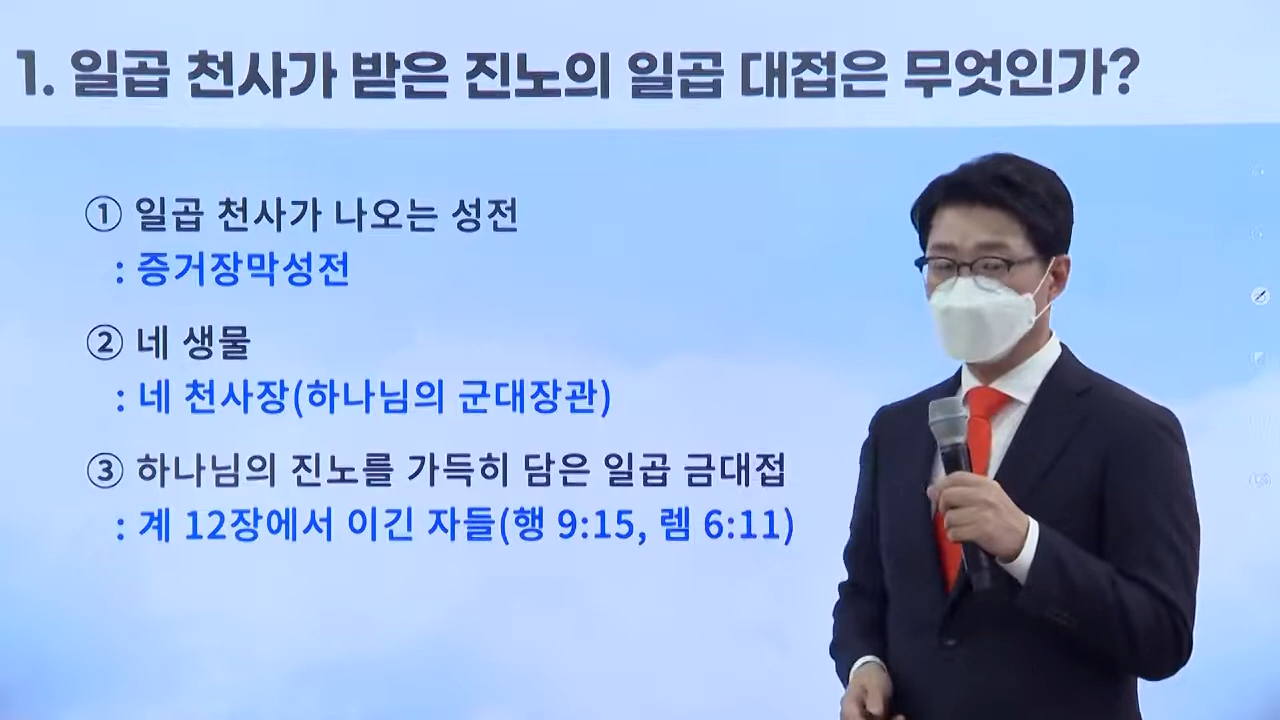 1. 일곱 천사가 받은 진노의 일곱 대접은 무엇인가?
① 일곱 천사가 나오는 성전
: 증거장막성전
② 네 생물
: 네 천사장(하나님의 군대장관)
③ 하나님의 진노를 가득히 담은 일곱 금대접
: 계 12장에서 이긴 자들(행 9:15, 렘 6:11)